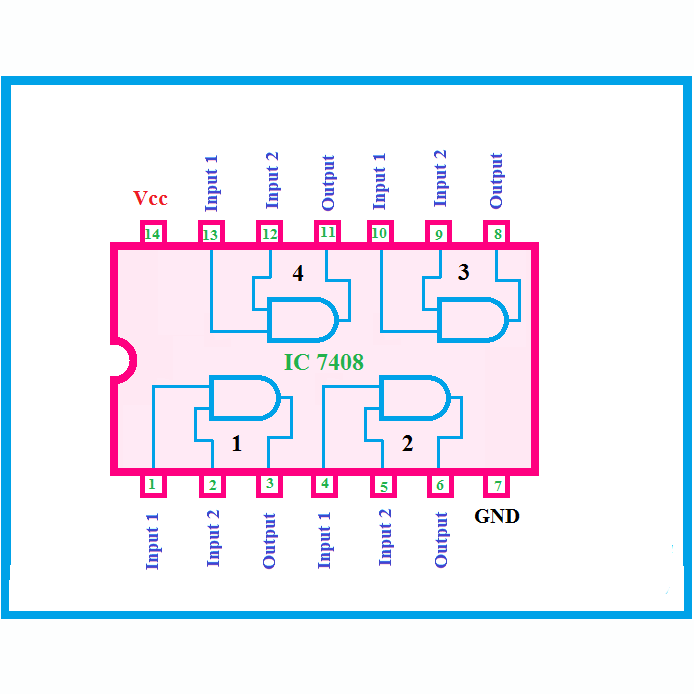 Input 1
Input 2
Output
Input 1
Input 2
Output
Vcc
14
13
12
11
10
9
8
4
3
IC 7408
1
2
1
2
3
4
5
6
7
Input 1
Input 2
Output
Input 1
Input 2
Output
GND